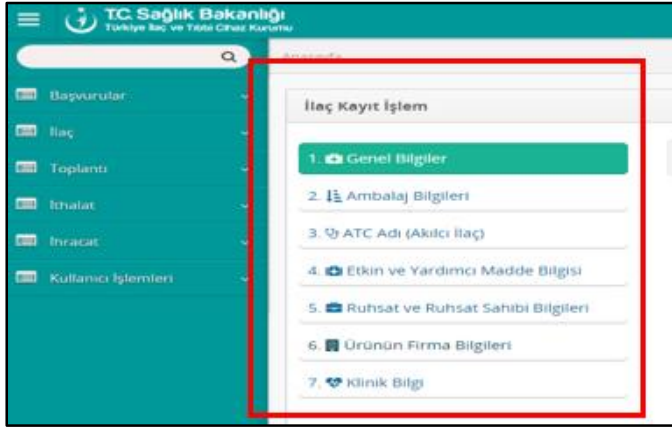 T.C. Sağlık Bakanlığı
Türkiye İlaç ve Tıbbi Cihaz Kurumu
Anasayfa
Başvurular
İlaç
Toplantı
İthalat
İhracat
Kullanıcı İşlemleri
İlaç Kayıt İşlem
1. Genel Bilgiler
2. Ambalaj Bilgileri
3. ATC Adı (Akılcı İlaç)
4. Etkin ve Yardımcı Madde Bilgisi
5. Ruhsat ve Ruhsat Sahibi Bilgileri
6. Ürünün Firma Bilgileri
7. Klinik Bilgi